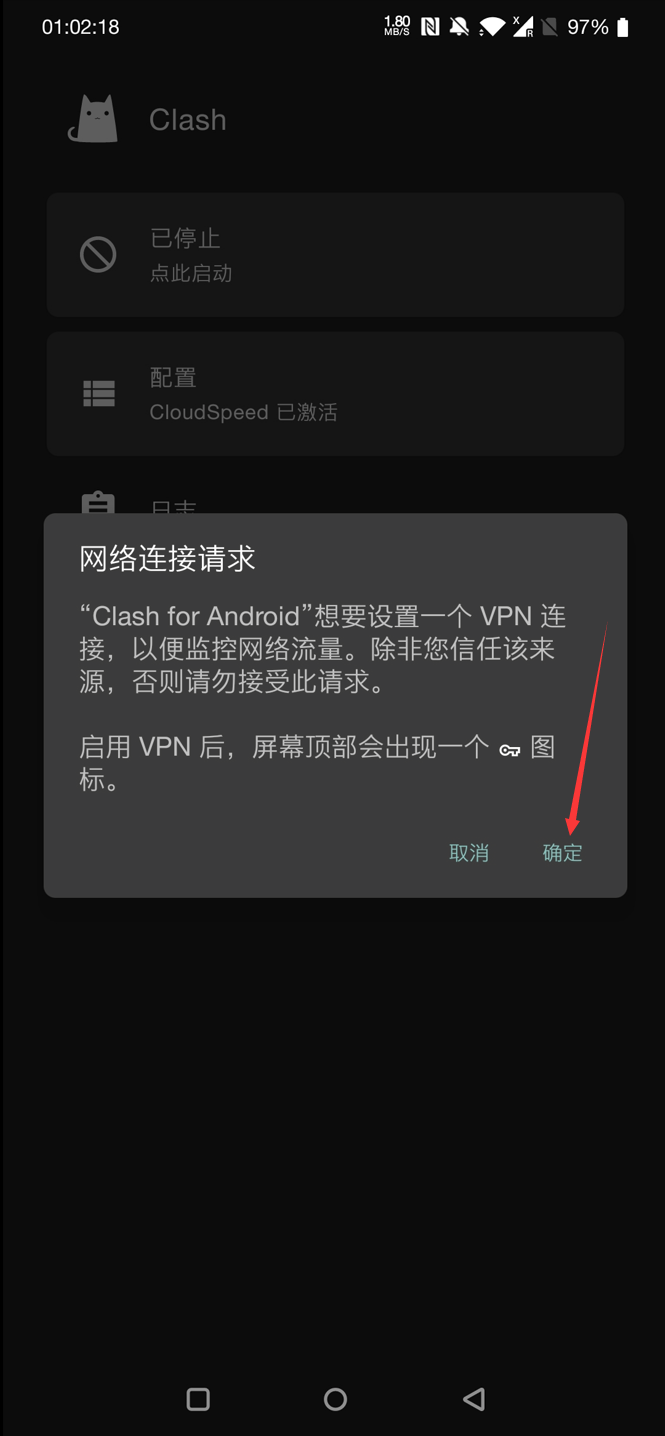 01:02:18
1.80
MB/S
X
R
97%
Clash
已停止
点此启动
配置
CloudSpeed 已激活
日志
网络连接请求
“Clash for Android”想要设置一个 VPN 连
接，以便监控网络流量。除非您信任该来
源，否则请勿接受此请求。
启用 VPN 后，屏幕顶部会出现一个 图
标。
取消
确定